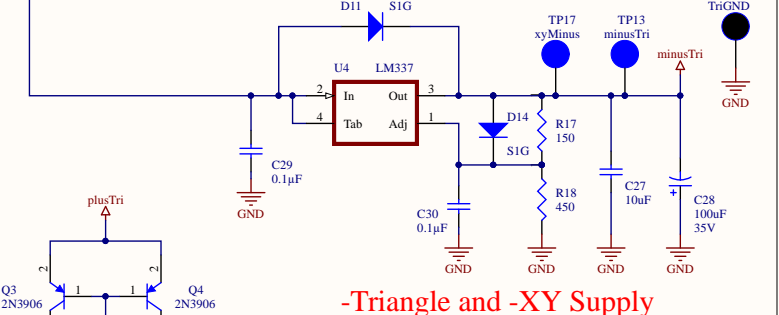 D11 S1G
TP17
xyMinus
TP13
minusTri
TriGND
minusTri
GND
U4 LM337
2 In Out 3
4 Tab Adj 1
D14
S1G
R17
150
C29
0.1µF
GND
C30
0.1µF
GND
R18
450
GND
C27
10uF
GND
+
C28
100uF
35V
GND
plusTri
2
2
Q3
2N3906
1
1
Q4
2N3906
-Triangle and -XY Supply